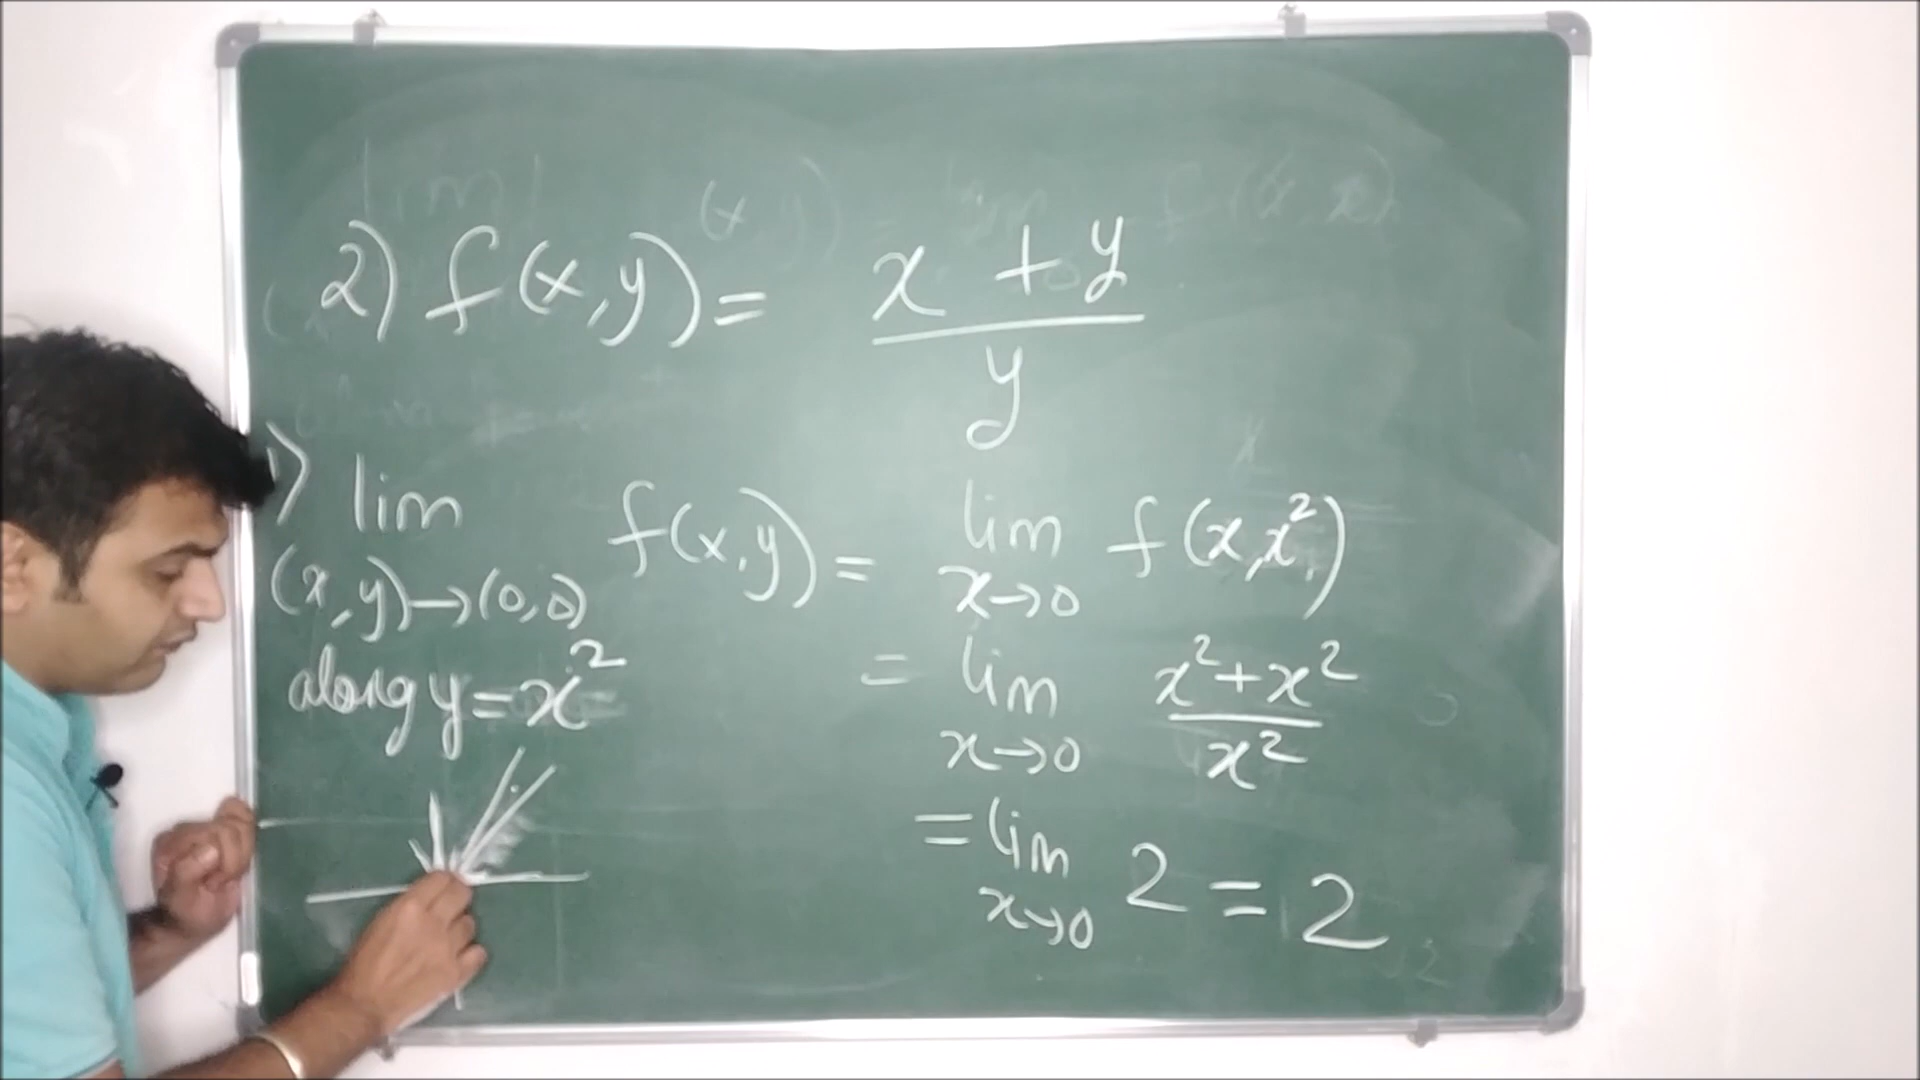 2) f(x,y) = x + y / y
1) lim f(x,y) = lim f(x,x²)
(x,y)→(0,0) x→0
along y = x²
= lim x²+x² / x²
x→0
= lim 2 = 2
x→0